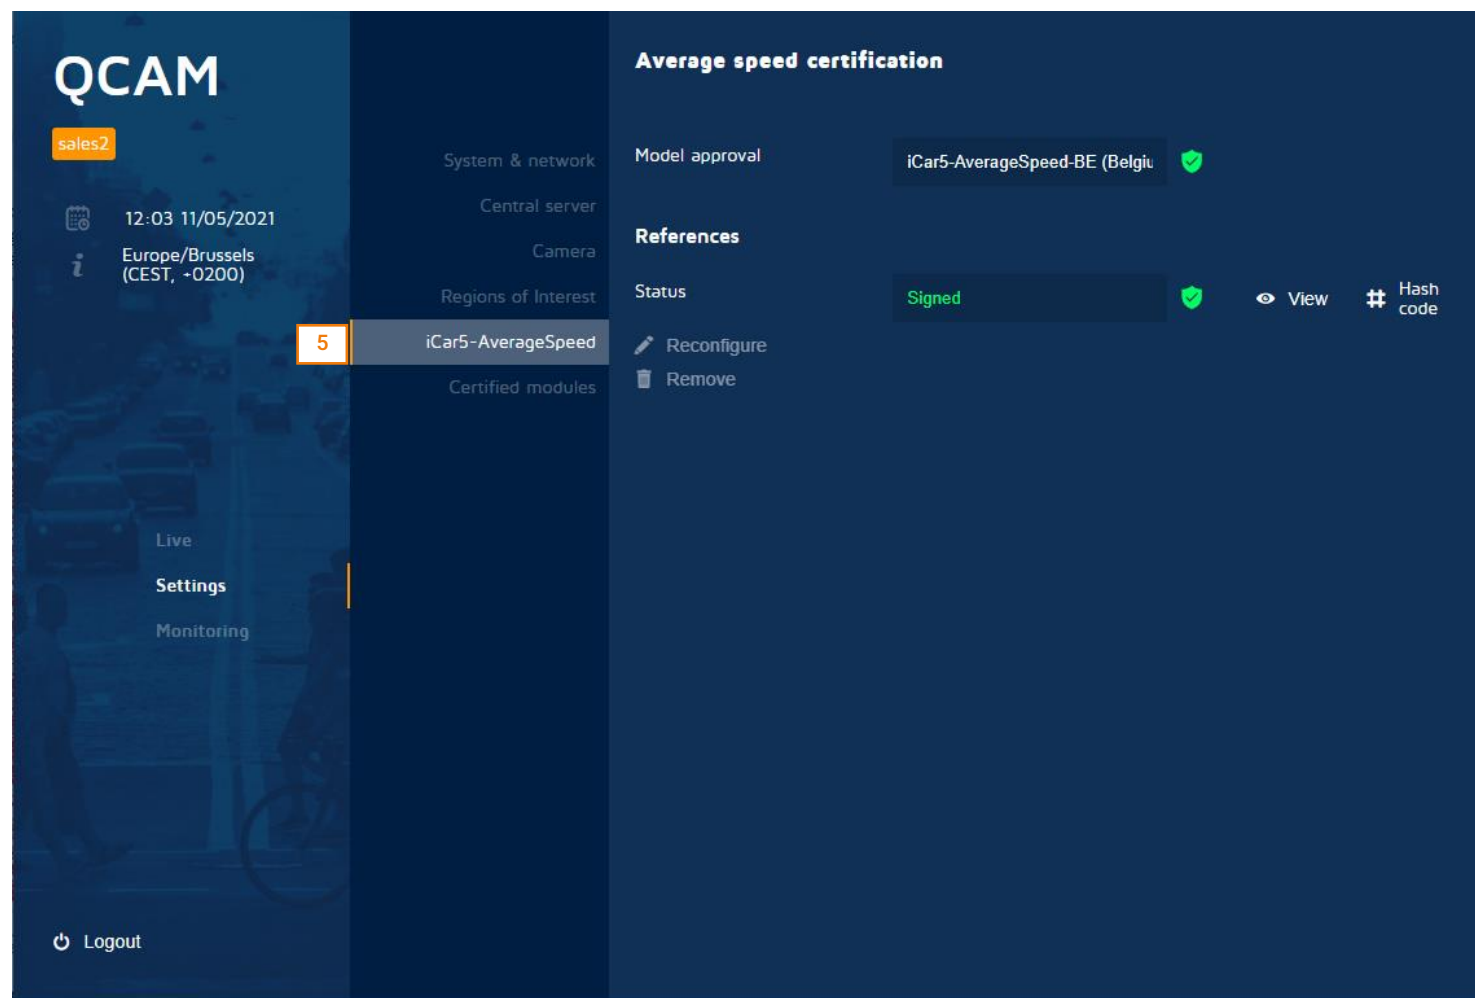 QCAM
sales2
12:03 11/05/2021
Europe/Brussels
(CEST, +0200)
Live
Settings
Monitoring
Logout
System & network
Central server
Camera
Regions of Interest
5
iCar5-AverageSpeed
Certified modules
Average speed certification
Model approval
iCar5-AverageSpeed-BE (Belgiu
References
Status
Signed
View
Hash
code
Reconfigure
Remove